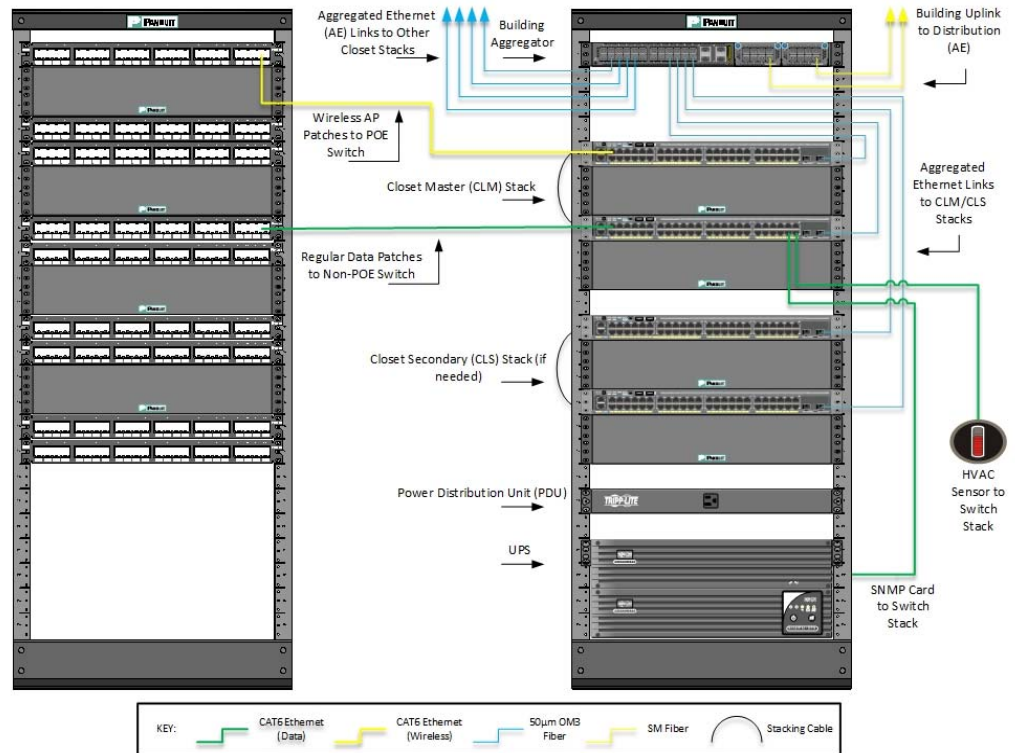 PANDUIT
Aggregated Ethernet
(AE) Links to Other
Closet Stacks
Building
Aggregator
PANDUIT
Building Uplink
to Distribution
(AE)
Wireless AP
Patches to POE
Switch
Closet Master (CLM) Stack
Aggregated
Ethernet Links
to CLM/CLS
Stacks
Regular Data Patches
to Non-POE Switch
Closet Secondary (CLS) Stack (if
needed)
Power Distribution Unit (PDU)
TRIPP-LITE
HVAC
Sensor to
Switch
Stack
UPS
SNMP Card
to Switch
Stack
KEY:
CAT6 Ethernet
(Data)
CAT6 Ethernet
(Wireless)
50µm OM3
Fiber
SM Fiber
Stacking Cable